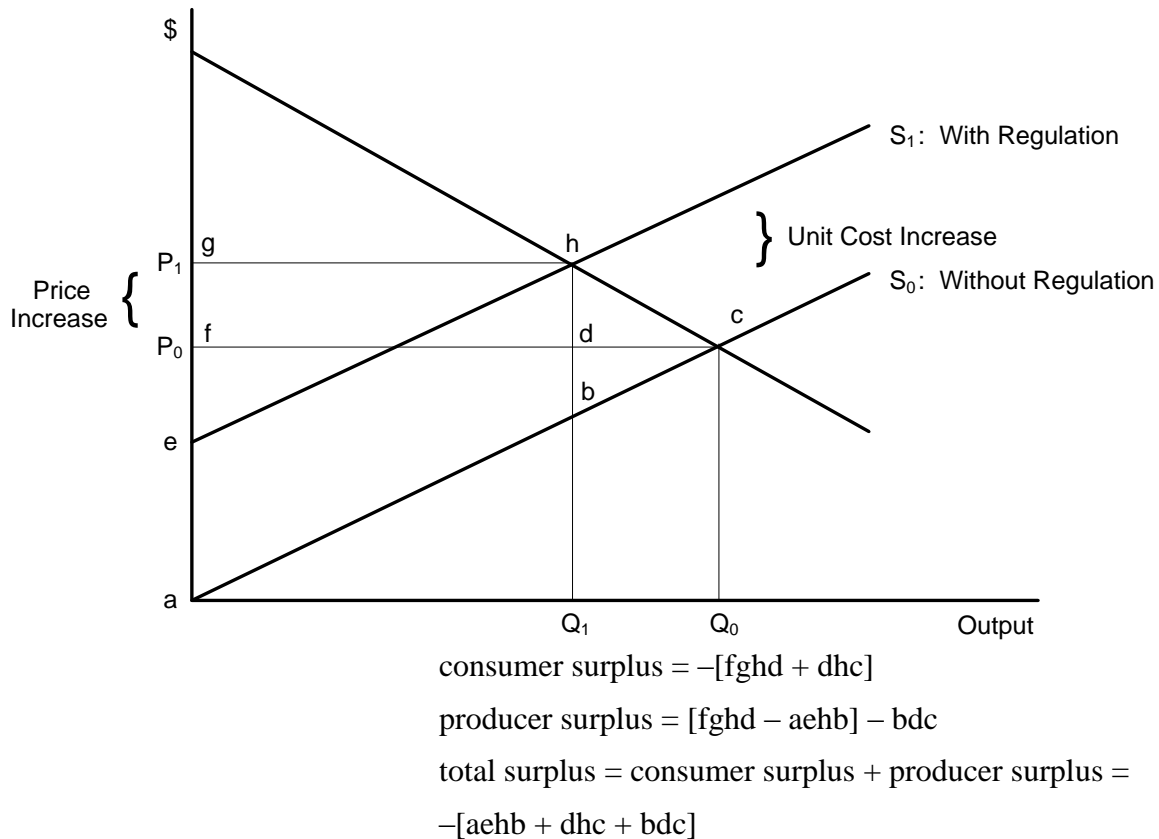 $
S₁: With Regulation
} Unit Cost Increase
g
h
P₁
S₀: Without Regulation
Price
Increase {
c
f
d
P₀
b
e
a
Q₁ Q₀ Output
consumer surplus = –[fghd + dhc]
producer surplus = [fghd – aehb] – bdc
total surplus = consumer surplus + producer surplus =
–[aehb + dhc + bdc]